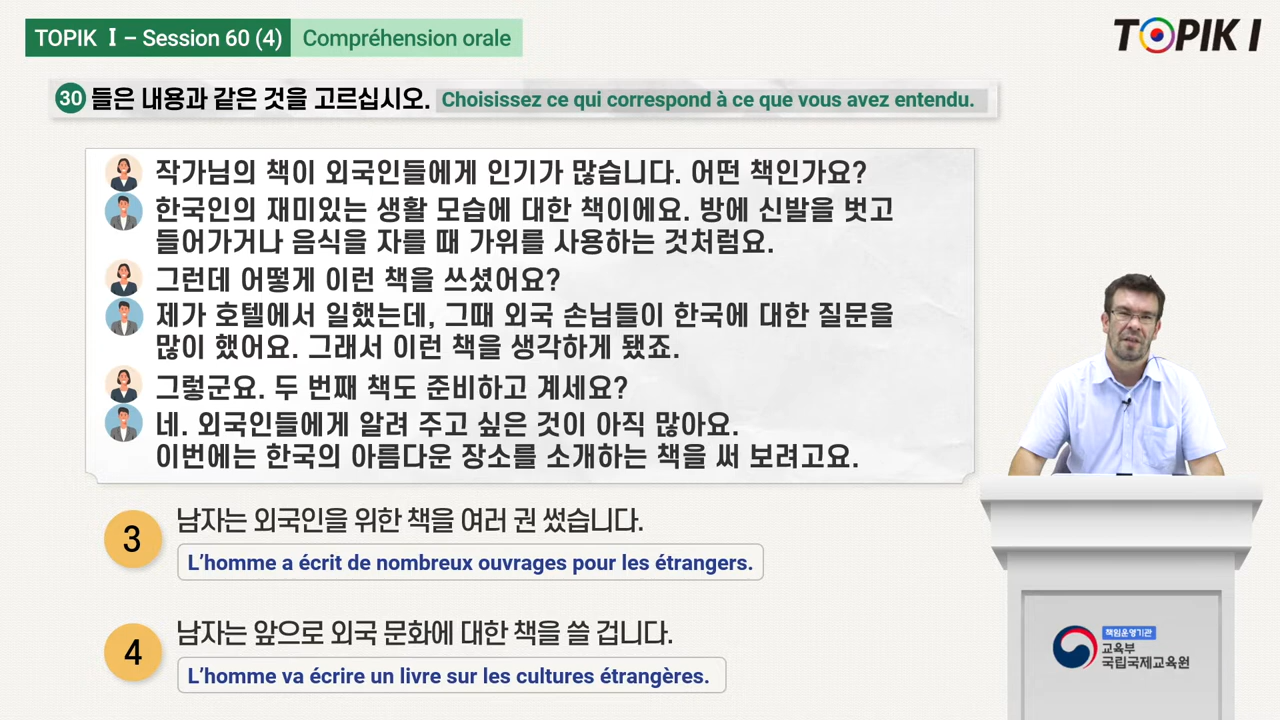 TOPIK Ⅰ – Session 60 (4) Compréhension orale
TOPIK I
30 들은 내용과 같은 것을 고르십시오. Choisissez ce qui correspond à ce que vous avez entendu.
작가님의 책이 외국인들에게 인기가 많습니다. 어떤 책인가요?
한국인의 재미있는 생활 모습에 대한 책이에요. 방에 신발을 벗고
들어가거나 음식을 자를 때 가위를 사용하는 것처럼요.
그런데 어떻게 이런 책을 쓰셨어요?
제가 호텔에서 일했는데, 그때 외국 손님들이 한국에 대한 질문을
많이 했어요. 그래서 이런 책을 생각하게 됐죠.
그렇군요. 두 번째 책도 준비하고 계세요?
네. 외국인들에게 알려 주고 싶은 것이 아직 많아요.
이번에는 한국의 아름다운 장소를 소개하는 책을 써 보려고요.
3 남자는 외국인을 위한 책을 여러 권 썼습니다.
L’homme a écrit de nombreux ouvrages pour les étrangers.
4 남자는 앞으로 외국 문화에 대한 책을 쓸 겁니다.
L’homme va écrire un livre sur les cultures étrangères.
책임운영기관
교육부
국립국제교육원